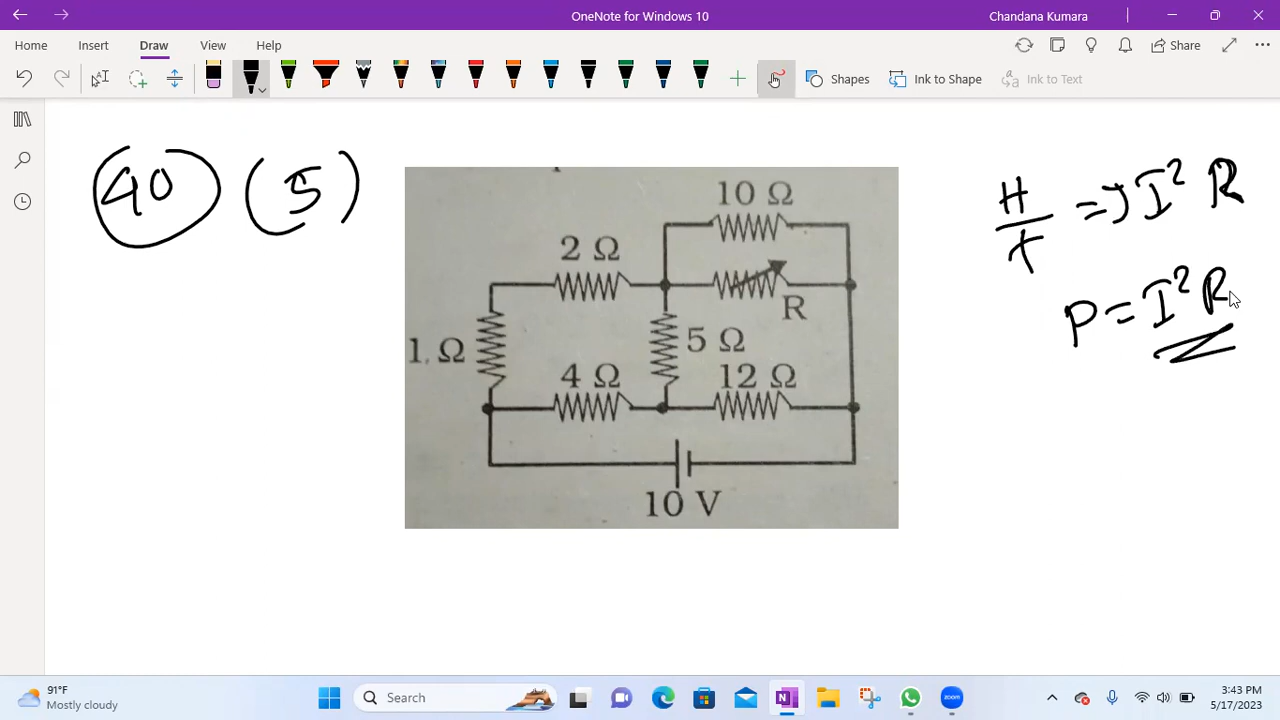 OneNote for Windows 10
Chandana Kumara
Home Insert Draw View Help
Share
Shapes
Ink to Shape
Ink to Text
40 (5)
10 Ω
2 Ω
R
1. Ω
5 Ω
4 Ω
12 Ω
10 V
H/t = J I² R
P = I² R
91°F
Mostly cloudy
Search
zoom
3:43 PM
5/17/2023